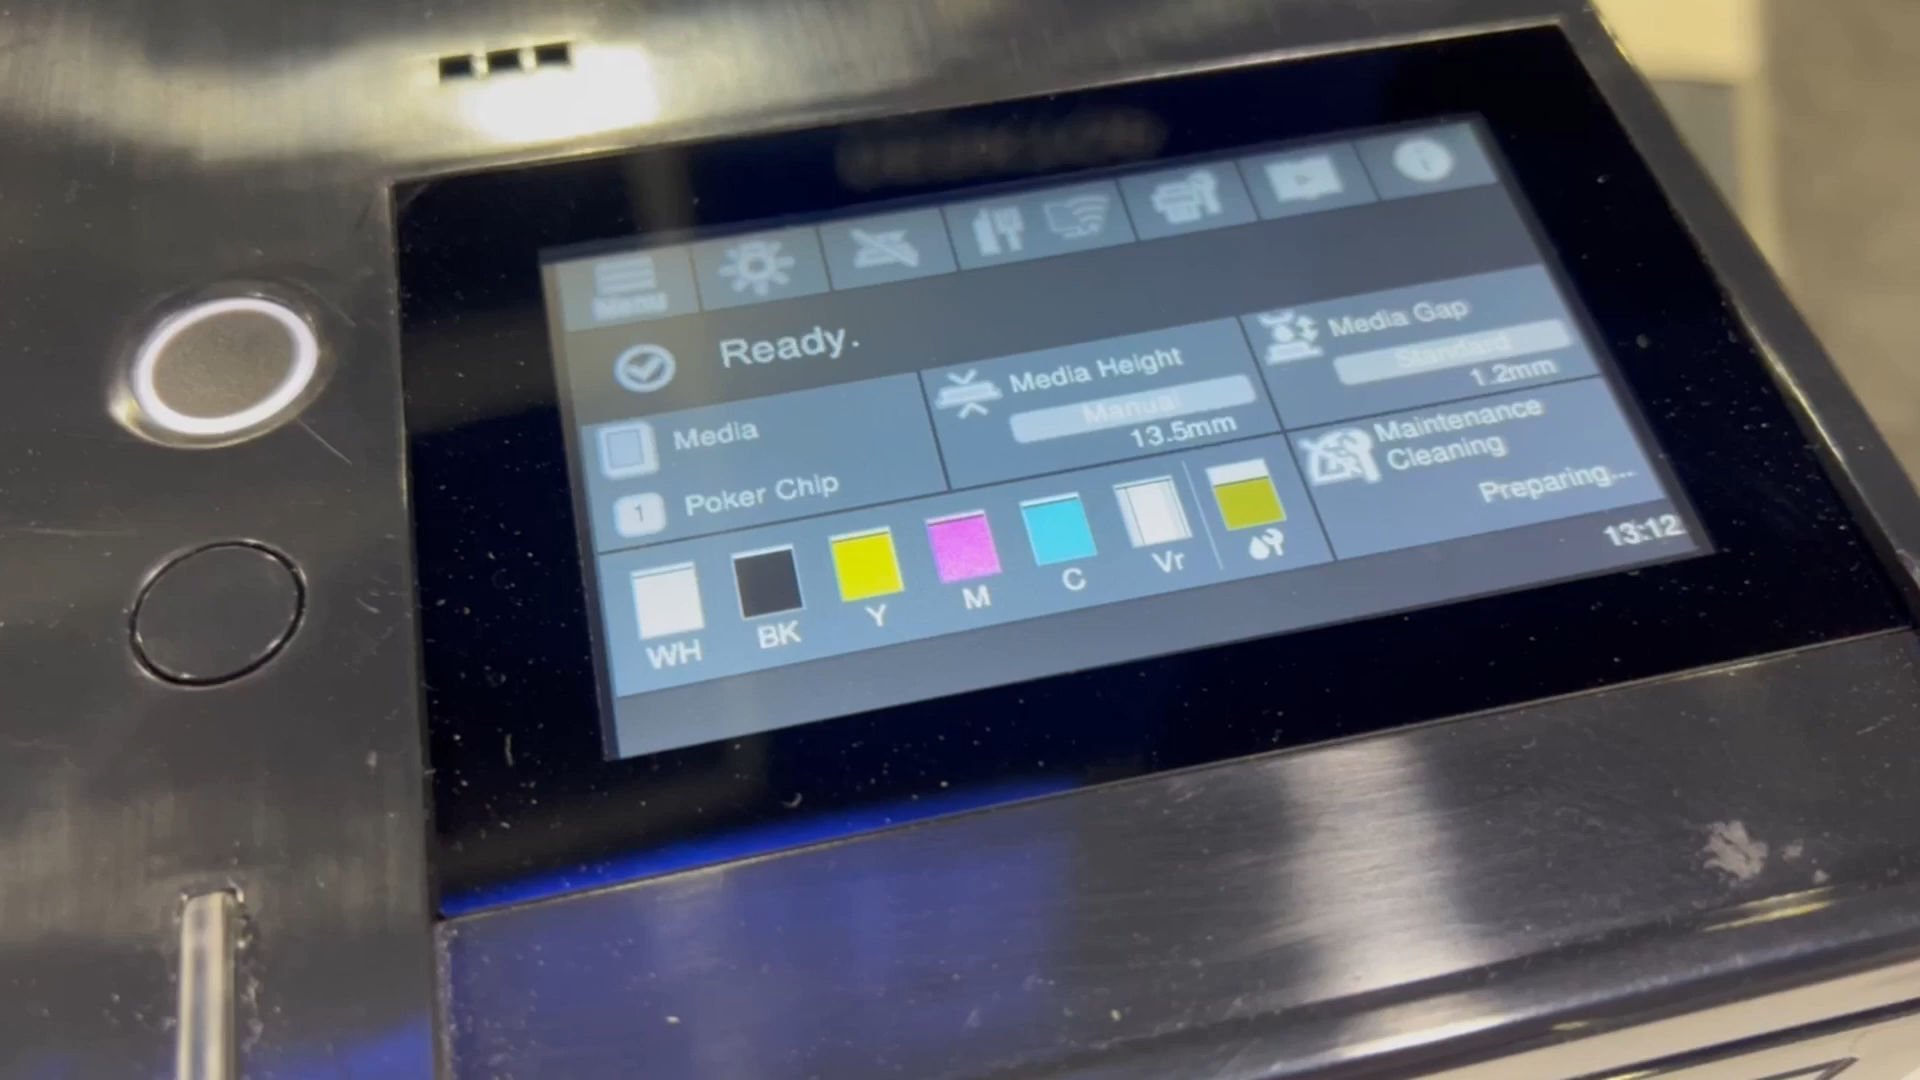 Menu
Ready.
Media
1 Poker Chip
Media Height
Manual
13.5mm
Media Gap
Standard
1.2mm
Maintenance
Cleaning
Preparing...
WH BK Y M C Vr
13:12